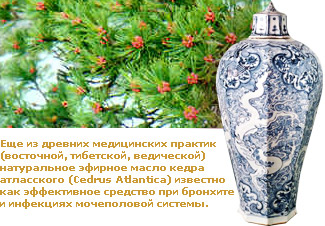 Еще из древних медицинских практик
(восточной, тибетской, ведической)
натуральное эфирное масло кедра
атласского (Cedrus Atlantica) известно
как эффективное средство при бронхите
и инфекциях мочеполовой системы.